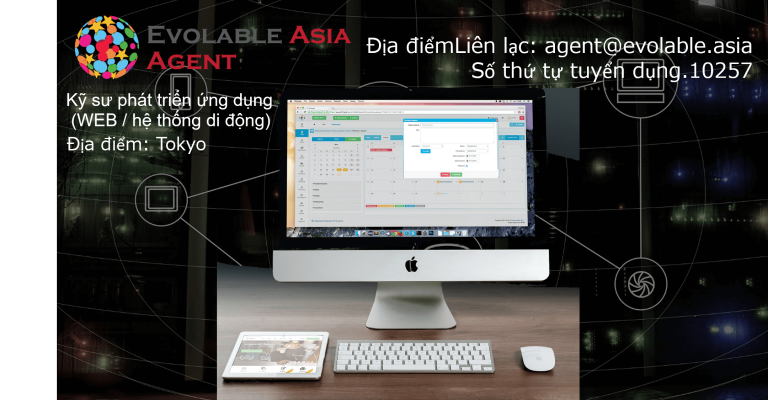 EVOLABLE ASIA
AGENT
Địa điểmLiên lạc: agent@evolable.asia
Số thứ tự tuyển dụng.10257
Kỹ sư phát triển ứng dụng
(WEB / hệ thống di động)
Địa điểm: Tokyo